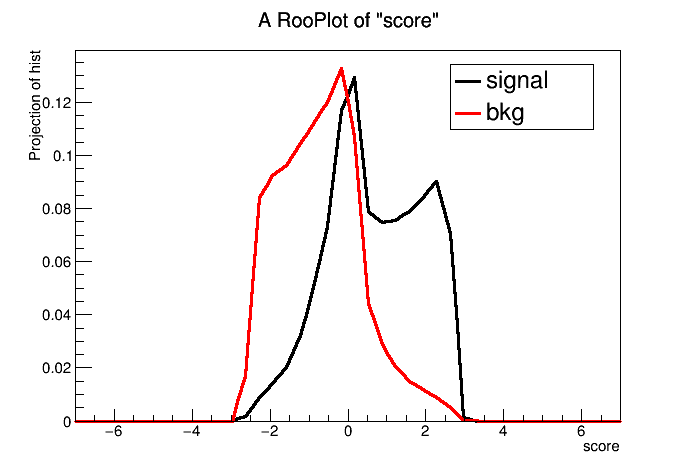 A RooPlot of "score"
Projection of hist
signal
bkg
0.12
0.1
0.08
0.06
0.04
0.02
0
−6 −4 −2 0 2 4 6
score